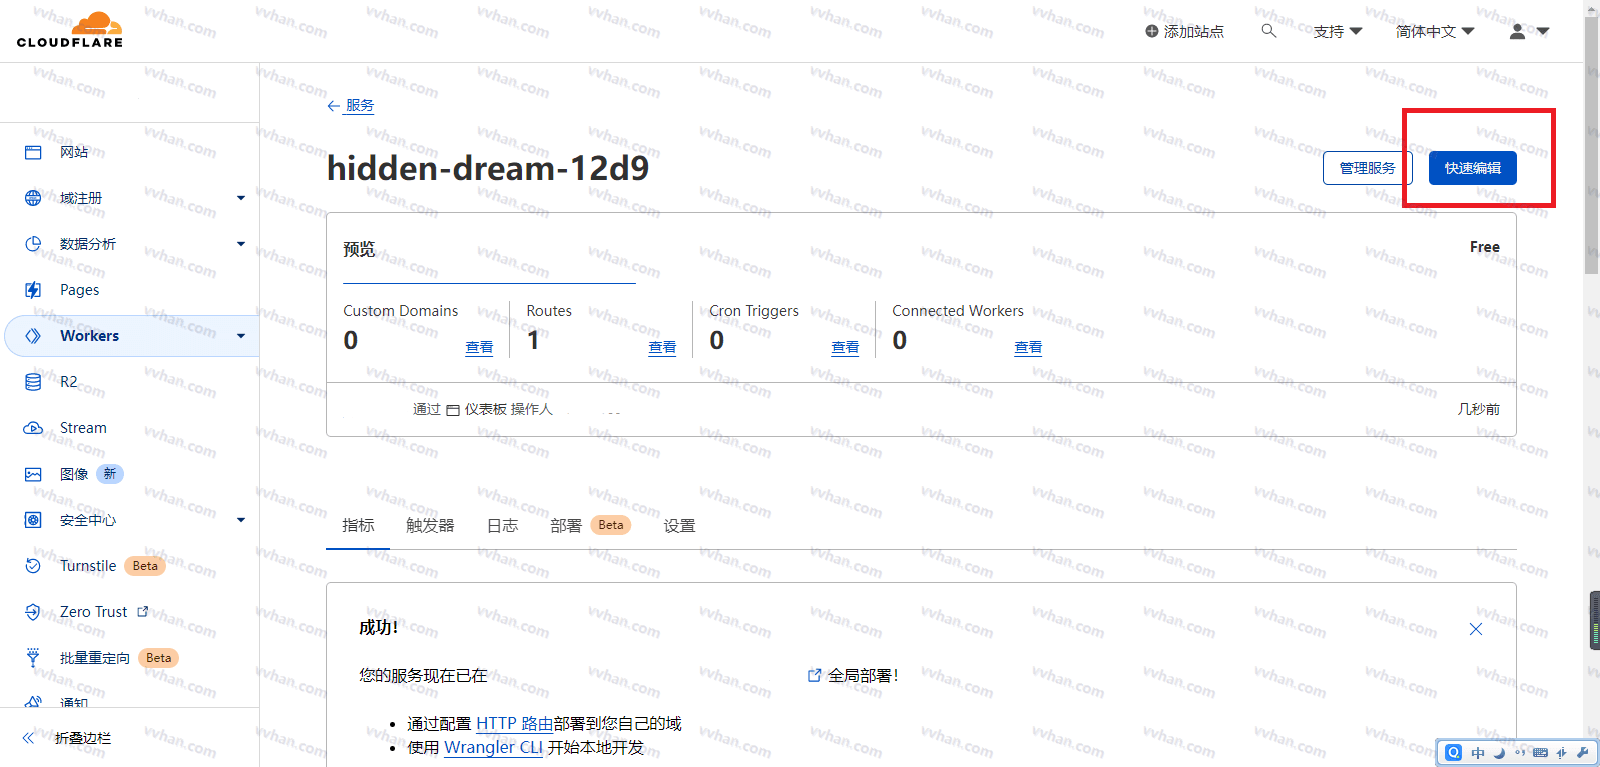 CLOUDFLARE
添加站点
支持
简体中文
网站
域注册
数据分析
Pages
Workers
R2
Stream
图像 新
安全中心
Turnstile Beta
Zero Trust
批量重定向 Beta
通知
折叠边栏
服务
hidden-dream-12d9
管理服务
快速编辑
预览
Free
Custom Domains
0
查看
Routes
1
查看
Cron Triggers
0
查看
Connected Workers
0
查看
通过 仪表板 操作人
几秒前
指标
触发器
日志
部署 Beta
设置
成功!
您的服务现在已在 全局部署!
通过配置 HTTP 路由部署到您自己的域
使用 Wrangler CLI 开始本地开发
中
vvhan.com